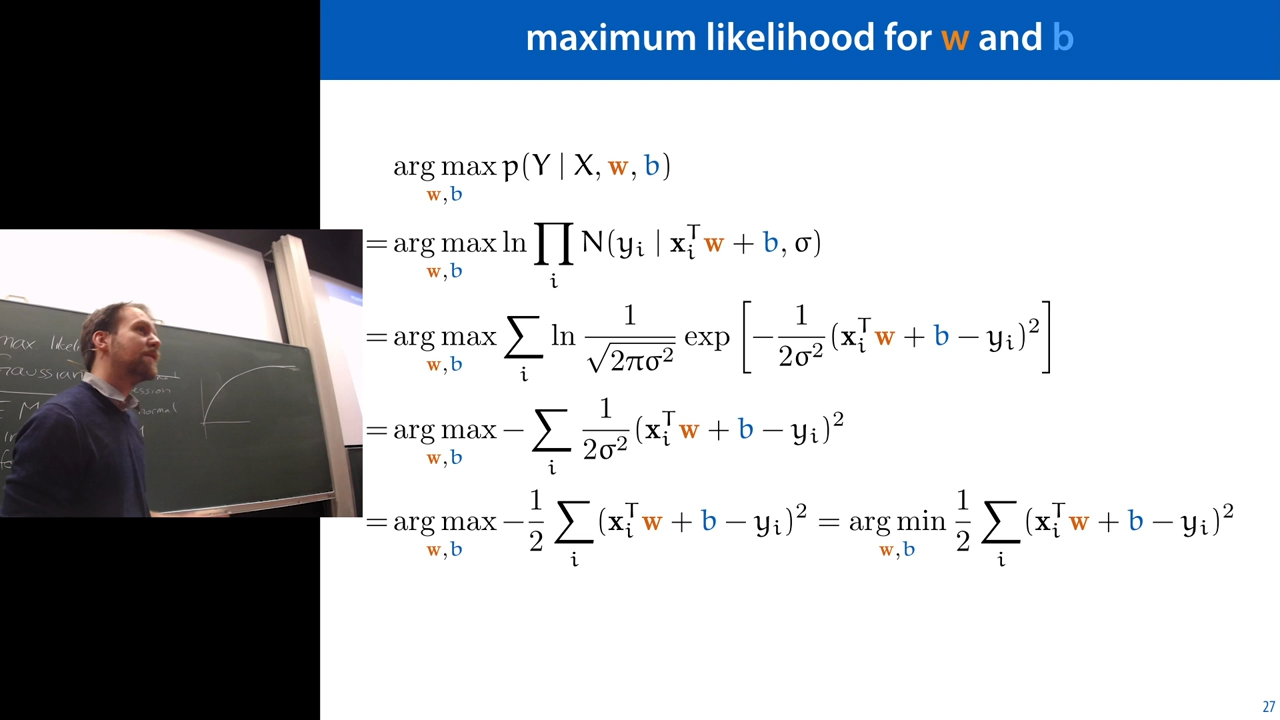 maximum likelihood for w and b
arg max p(Y | X, w, b)
w,b
= arg max ln ∏ N(yᵢ | xᵢᵀw + b, σ)
w,b i
= arg max ∑ ln 1/√(2πσ²) exp [−1/(2σ²) (xᵢᵀw + b − yᵢ)²]
w,b i
= arg max − ∑ 1/(2σ²) (xᵢᵀw + b − yᵢ)²
w,b i
= arg max −1/2 ∑ (xᵢᵀw + b − yᵢ)² = arg min 1/2 ∑ (xᵢᵀw + b − yᵢ)²
w,b i w,b i
max
E M
27